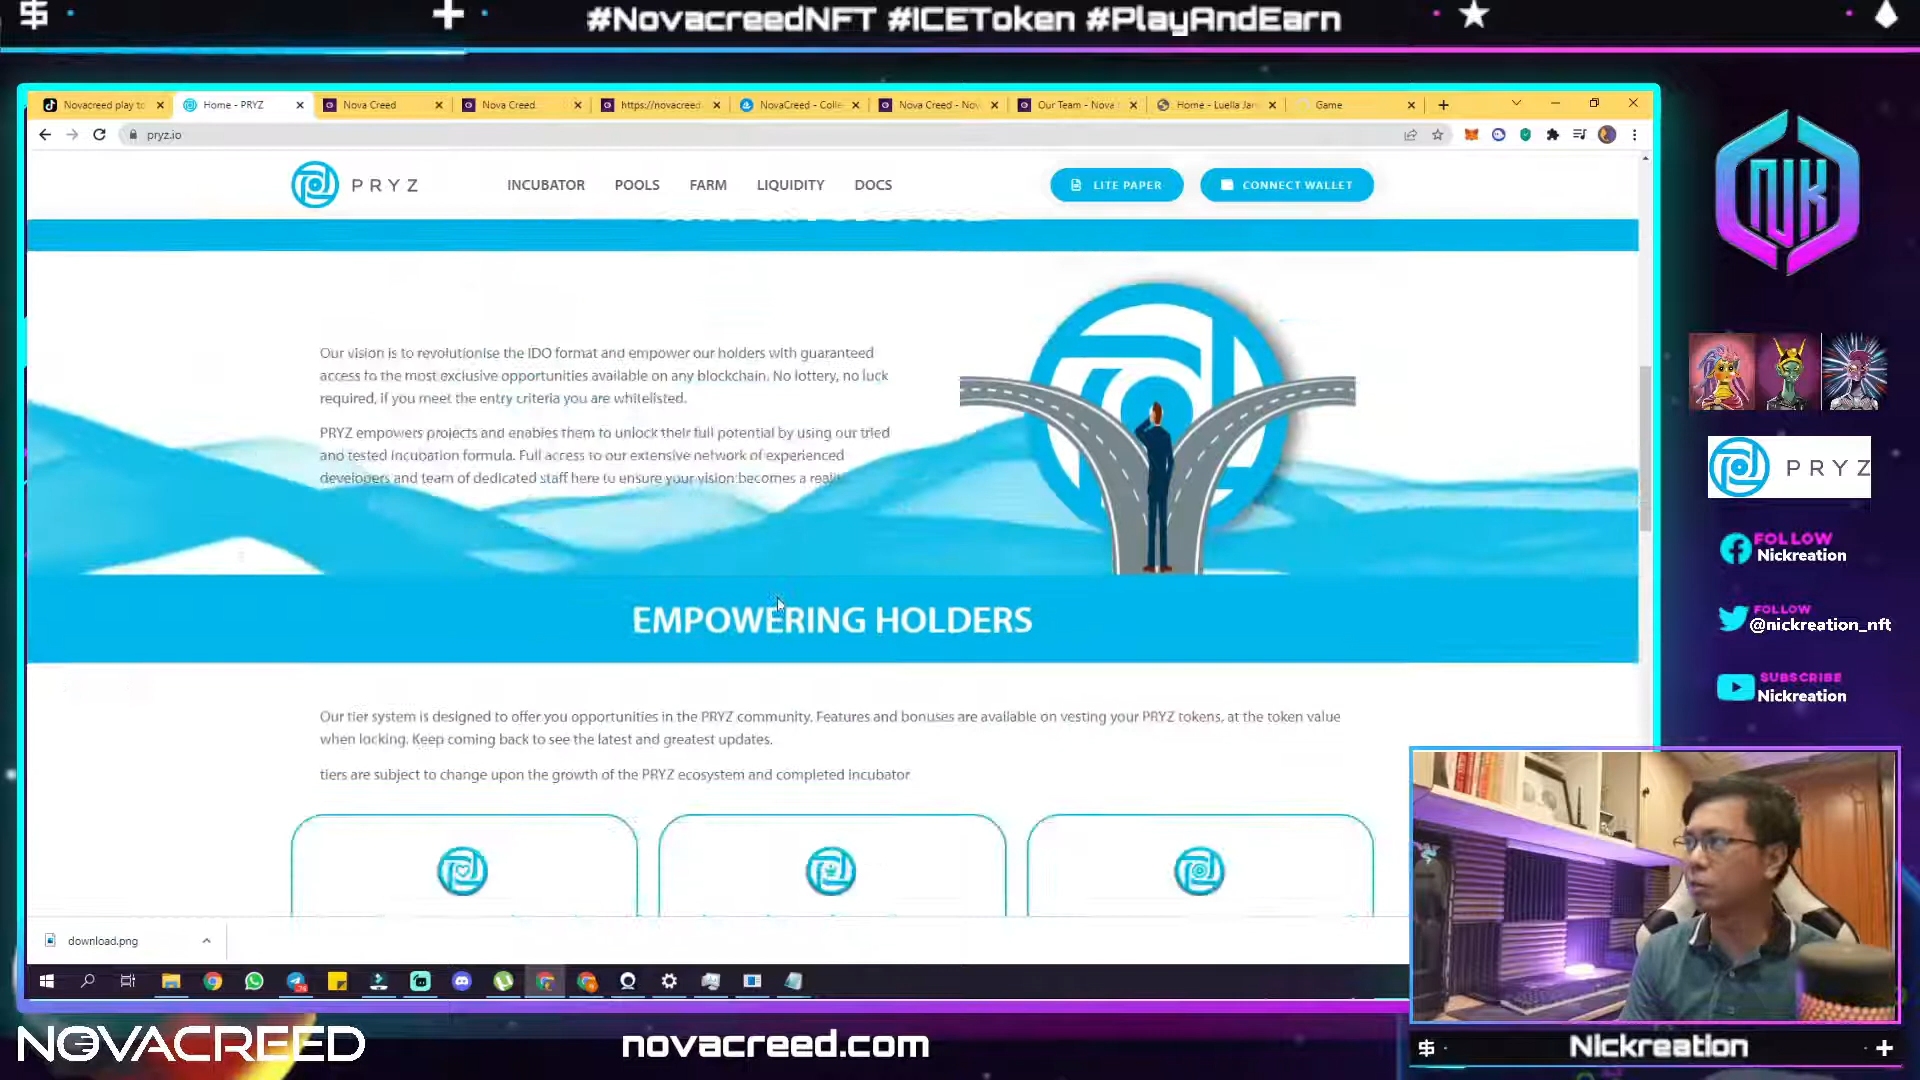 #NovacreedNFT #ICEToken #PlayAndEarn
Novacreed play to
Home - PRYZ
Nova Creed
Nova Creed
https://novacreed
NovaCreed - Colle
Nova Creed - Nov
Our Team - Nova
Home - Luella Jan
Game
pryz.io
PRYZ
INCUBATOR
POOLS
FARM
LIQUIDITY
DOCS
LITE PAPER
CONNECT WALLET
Our vision is to revolutionise the IDO format and empower our holders with guaranteed
access to the most exclusive opportunities available on any blockchain. No lottery, no luck
required, if you meet the entry criteria you are whitelisted.
PRYZ empowers projects and enables them to unlock their full potential by using our tried
and tested incubation formula. Full access to our extensive network of experienced
developers and team of dedicated staff here to ensure your vision becomes a reali
EMPOWERING HOLDERS
Our tier system is designed to offer you opportunities in the PRYZ community. Features and bonuses are available on vesting your PRYZ tokens, at the token value
when locking. Keep coming back to see the latest and greatest updates.
tiers are subject to change upon the growth of the PRYZ ecosystem and completed incubator
download.png
NK
PRYZ
FOLLOW
Nickreation
FOLLOW
@nickreation_nft
SUBSCRIBE
Nickreation
NOVACREED
novacreed.com
Nickreation